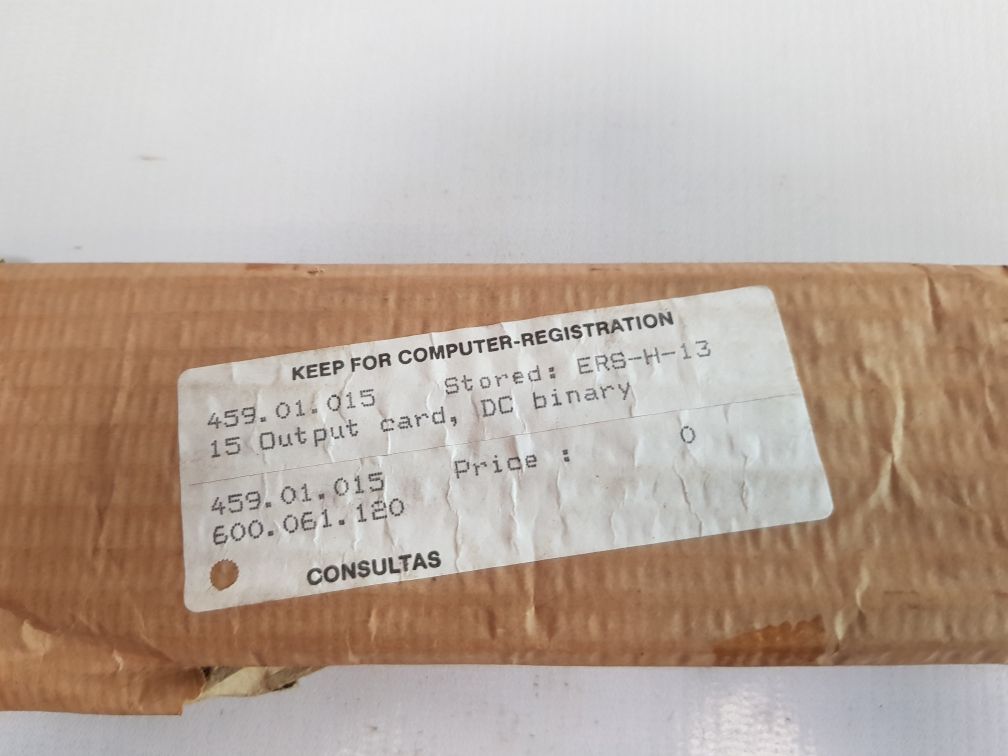 KEEP FOR COMPUTER-REGISTRATION
459.01.015 Stored: ERS-H-13
15 Output card, DC binary
459.01.015 Price : 0
600.061.120
CONSULTAS